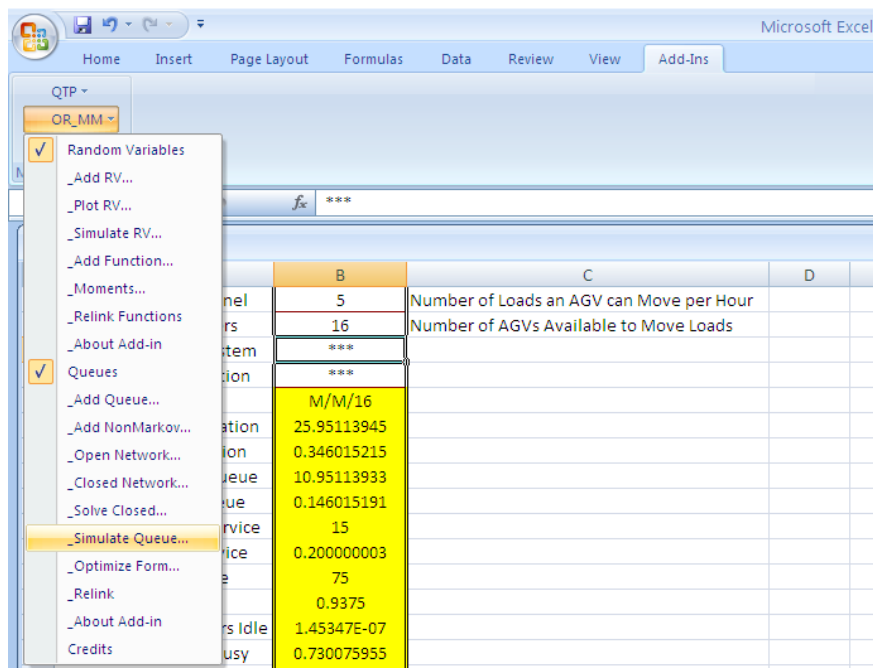 Microsoft Excel
Home Insert Page Layout Formulas Data Review View Add-Ins
QTP
OR_MM
Random Variables
_Add RV...
_Plot RV...
_Simulate RV...
_Add Function...
_Moments...
_Relink Functions
_About Add-in
Queues
_Add Queue...
_Add NonMarkov...
_Open Network...
_Closed Network...
_Solve Closed...
_Simulate Queue...
_Optimize Form...
_Relink
_About Add-in
Credits
fx ***
B C D
nel 5 Number of Loads an AGV can Move per Hour
rs 16 Number of AGVs Available to Move Loads
stem ***
tion ***
M/M/16
ation 25.95113945
ion 0.346015215
ueue 10.95113933
ue 0.146015191
rvice 15
ice 0.200000003
e 75
0.9375
rs Idle 1.45347E-07
usy 0.730075955